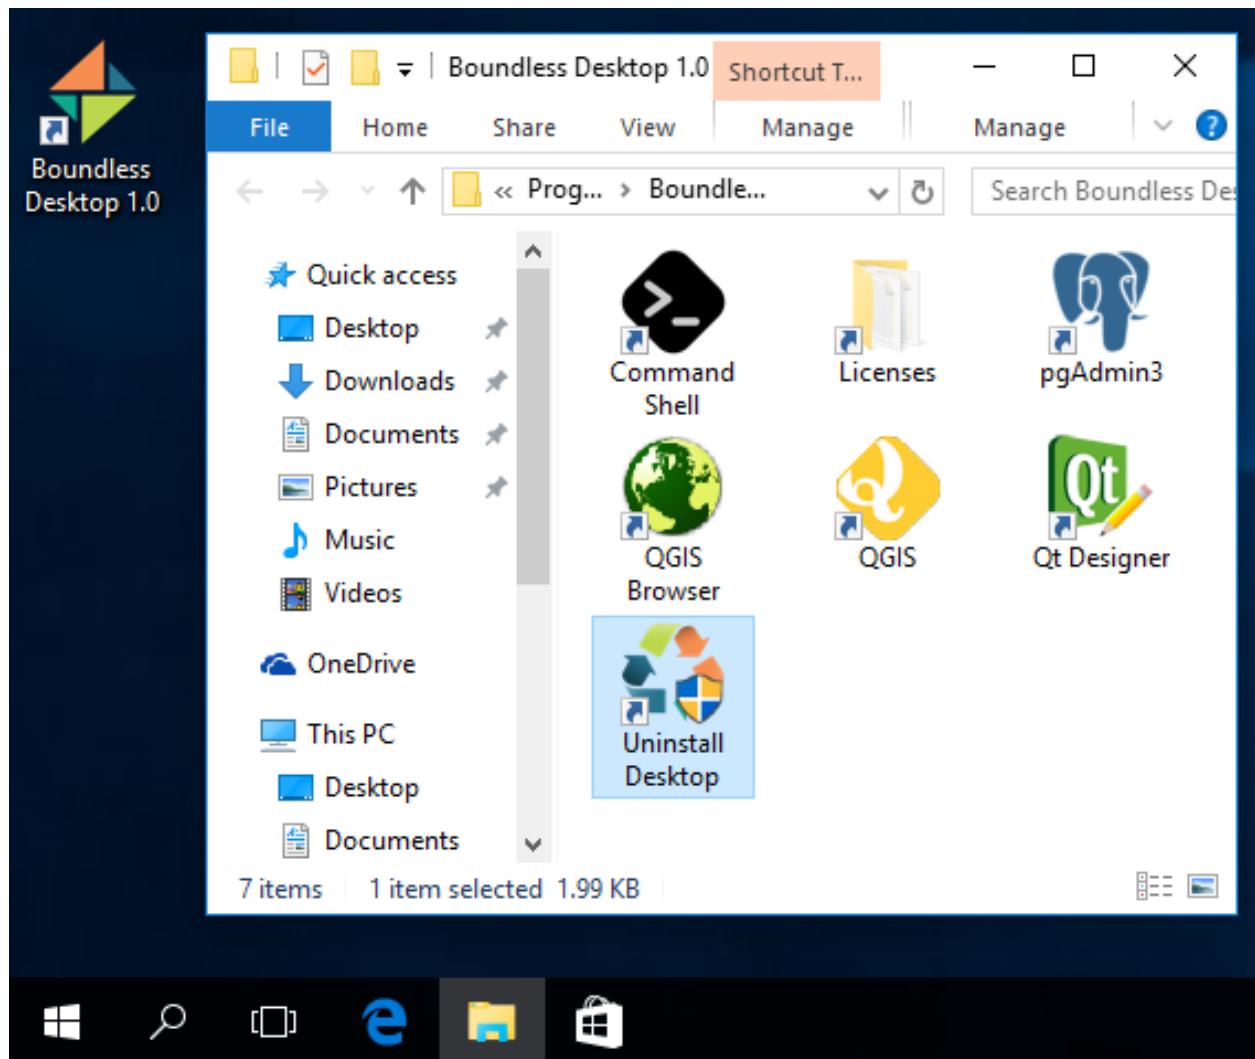 Boundless
Desktop 1.0
Boundless Desktop 1.0
Shortcut T...
File
Home
Share
View
Manage
Manage
?
« Prog... > Boundle...
Search Boundless Des
Quick access
Desktop
Downloads
Documents
Pictures
Music
Videos
OneDrive
This PC
Desktop
Documents
Command
Shell
Licenses
pgAdmin3
QGIS
Browser
QGIS
Qt
Qt Designer
Uninstall
Desktop
7 items
1 item selected 1.99 KB